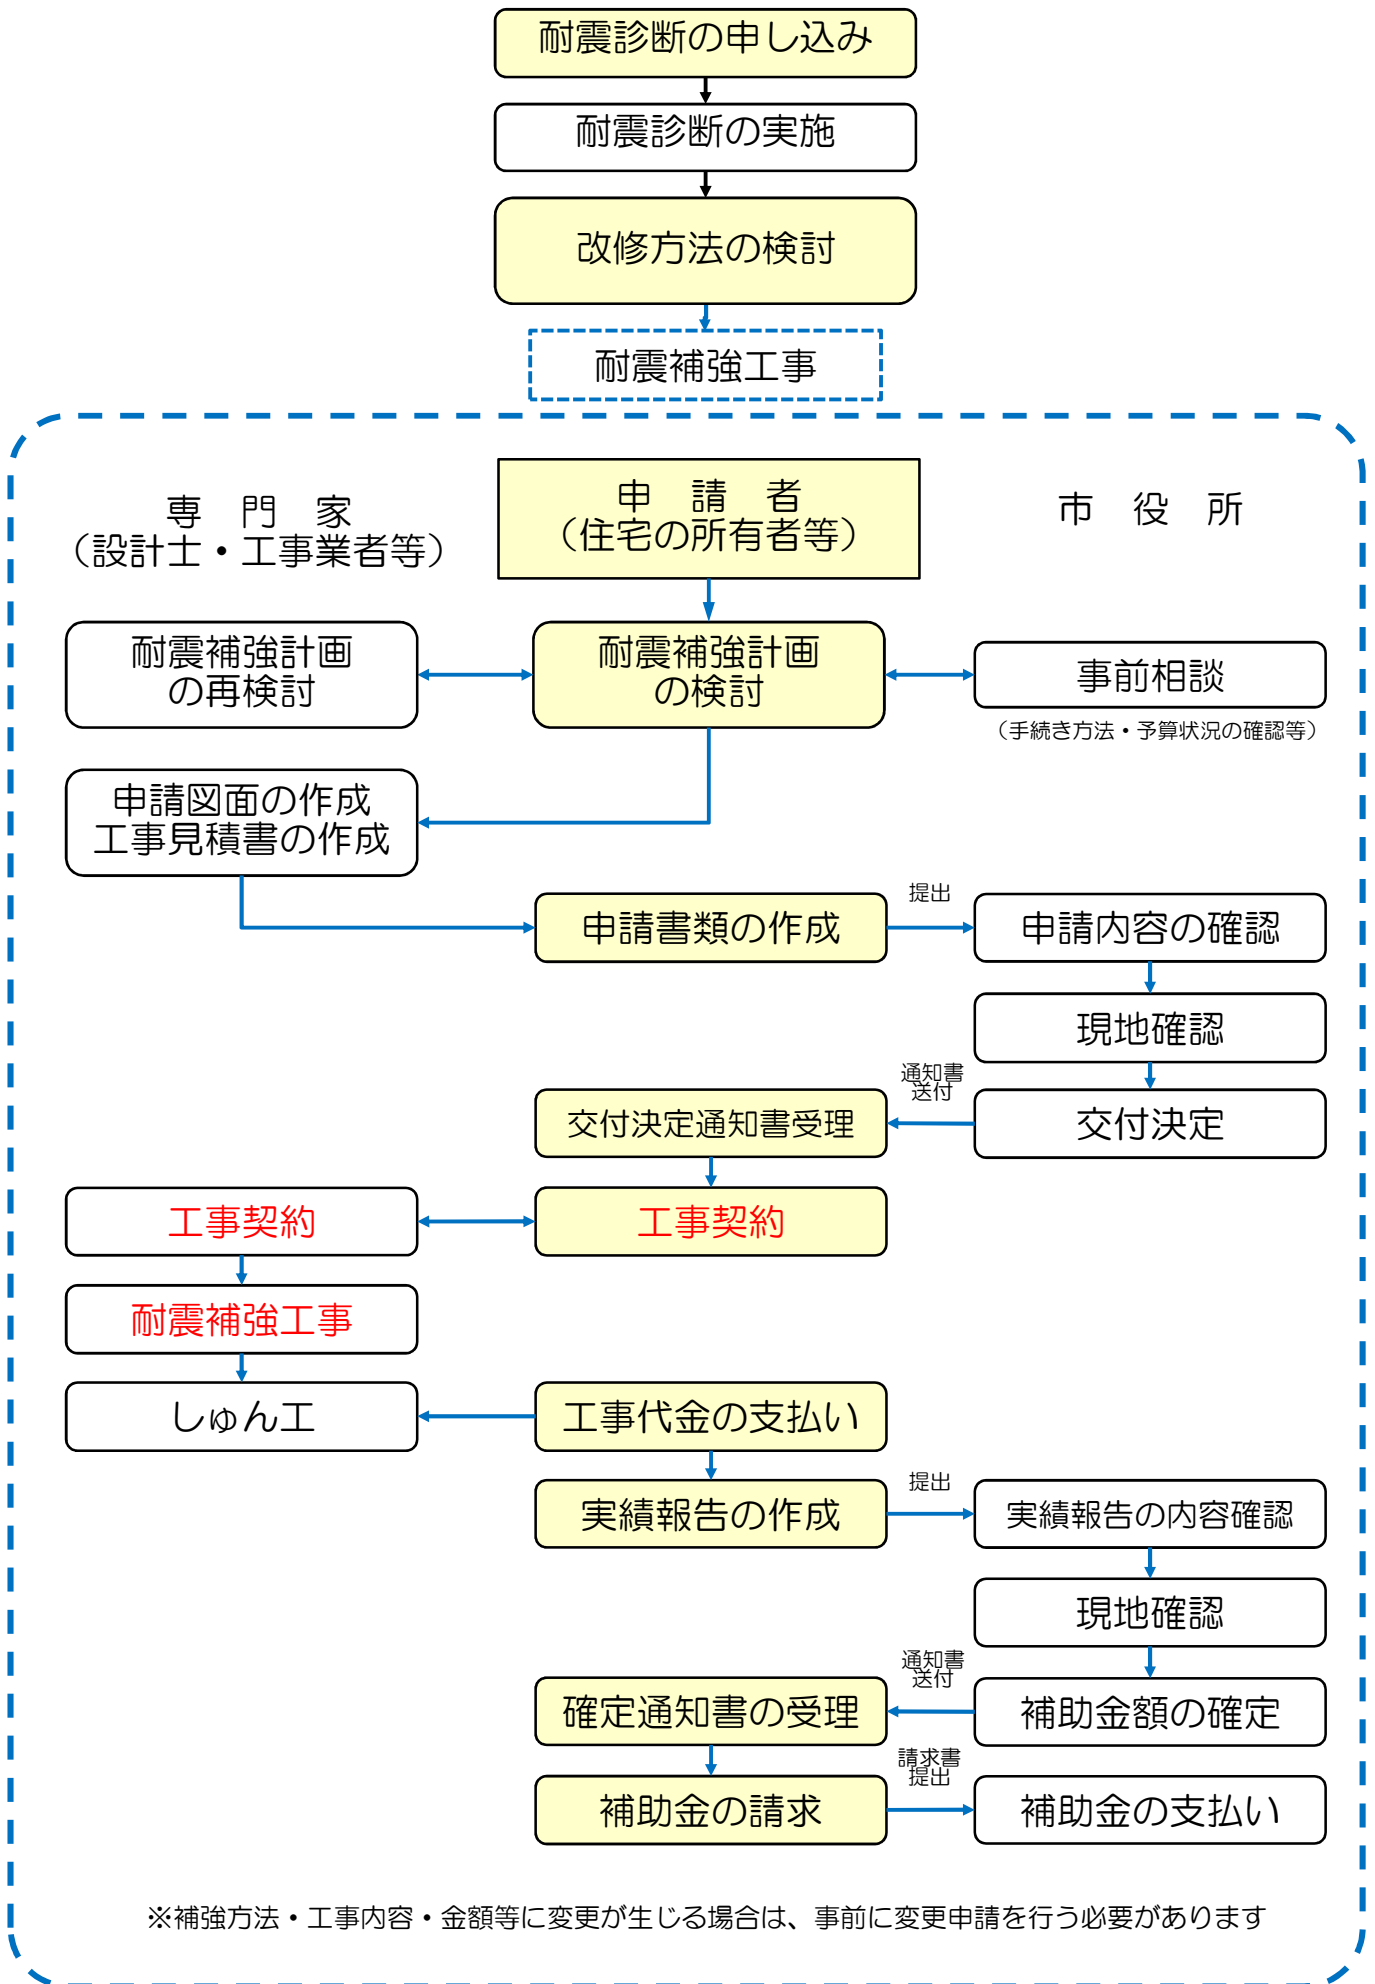 耐震診断の申し込み
耐震診断の実施
改修方法の検討
耐震補強工事
専　門　家
（設計士・工事業者等）
申　請　者
（住宅の所有者等）
市　役　所
耐震補強計画
の再検討
耐震補強計画
の検討
事前相談
（手続き方法・予算状況の確認等）
申請図面の作成
工事見積書の作成
申請書類の作成
提出
申請内容の確認
現地確認
通知書
送付
交付決定通知書受理
交付決定
工事契約
工事契約
耐震補強工事
しゅん工
工事代金の支払い
実績報告の作成
提出
実績報告の内容確認
現地確認
通知書
送付
確定通知書の受理
補助金額の確定
請求書
提出
補助金の請求
補助金の支払い
※補強方法・工事内容・金額等に変更が生じる場合は、事前に変更申請を行う必要があります